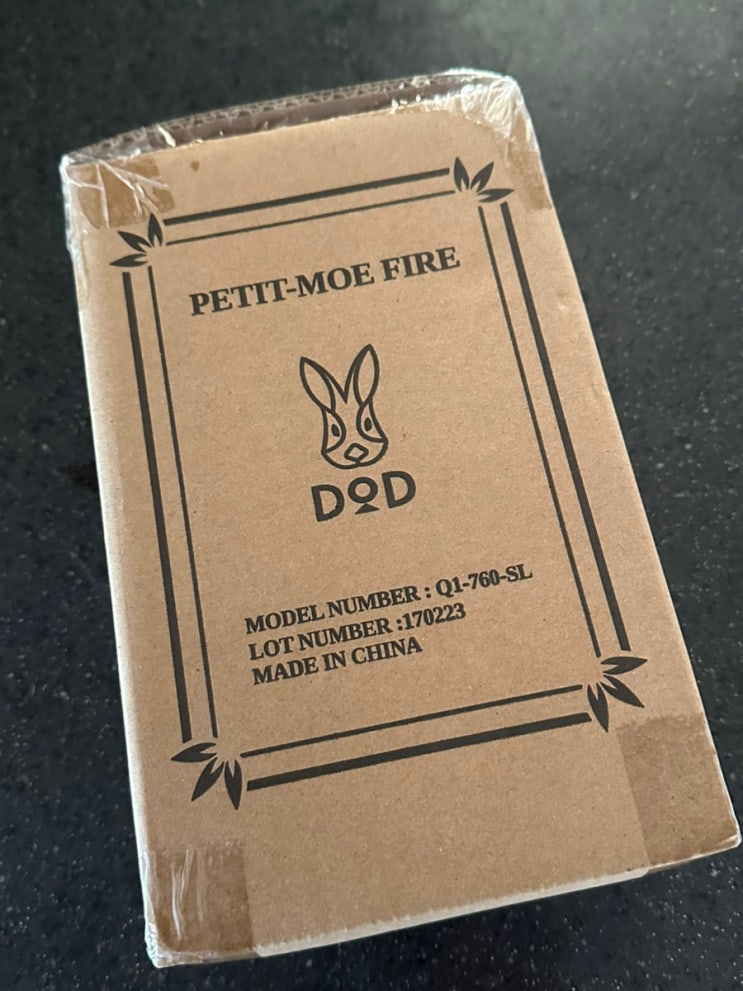 PETIT-MOE FIRE
DOD
MODEL NUMBER : Q1-760-SL
LOT NUMBER :170223
MADE IN CHINA